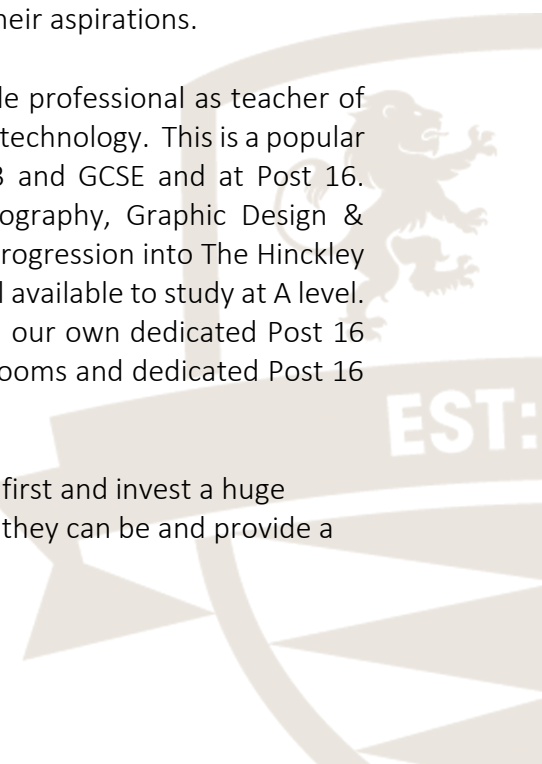 heir aspirations.
le professional as teacher of
technology. This is a popular
and GCSE and at Post 16.
ography, Graphic Design &
rogression into The Hinckley
available to study at A level.
our own dedicated Post 16
ooms and dedicated Post 16
EST:
first and invest a huge
they can be and provide a